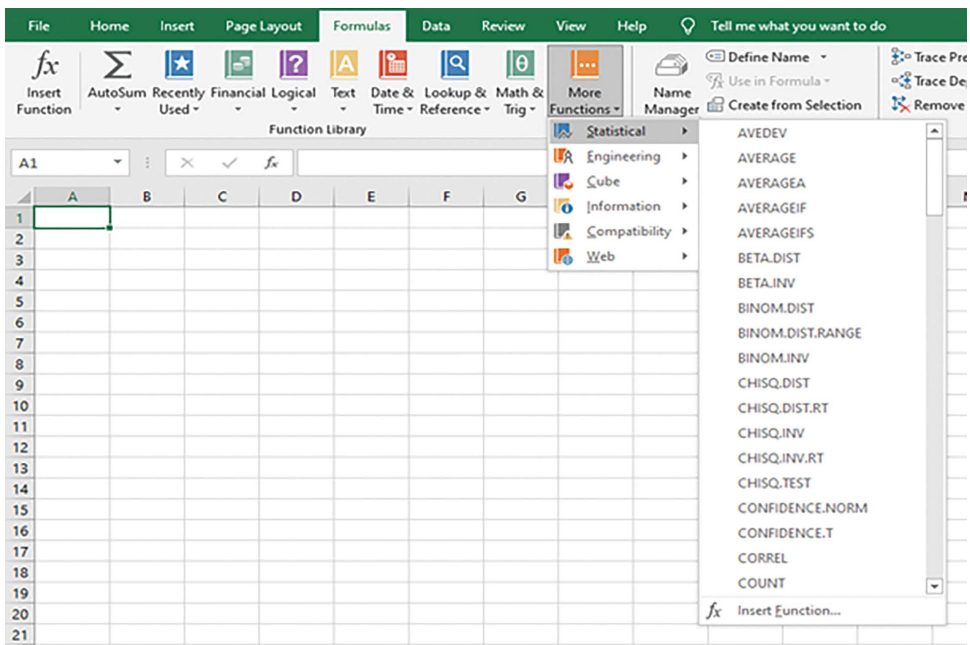 File Home Insert Page Layout Formulas Data Review View Help Tell me what you want to do
fx Insert Function
AutoSum
Recently Used
Financial
Logical
Text
Date & Time
Lookup & Reference
Math & Trig
More Functions
Function Library
Name Manager
Define Name
Use in Formula
Create from Selection
Trace Pre
Trace De
Remove
A1
fx
A B C D E F G
1
2
3
4
5
6
7
8
9
10
11
12
13
14
15
16
17
18
19
20
21
Statistical
Engineering
Cube
Information
Compatibility
Web
AVEDEV
AVERAGE
AVERAGEA
AVERAGEIF
AVERAGEIFS
BETA.DIST
BETA.INV
BINOM.DIST
BINOM.DIST.RANGE
BINOM.INV
CHISQ.DIST
CHISQ.DIST.RT
CHISQ.INV
CHISQ.INV.RT
CHISQ.TEST
CONFIDENCE.NORM
CONFIDENCE.T
CORREL
COUNT
fx Insert Function...